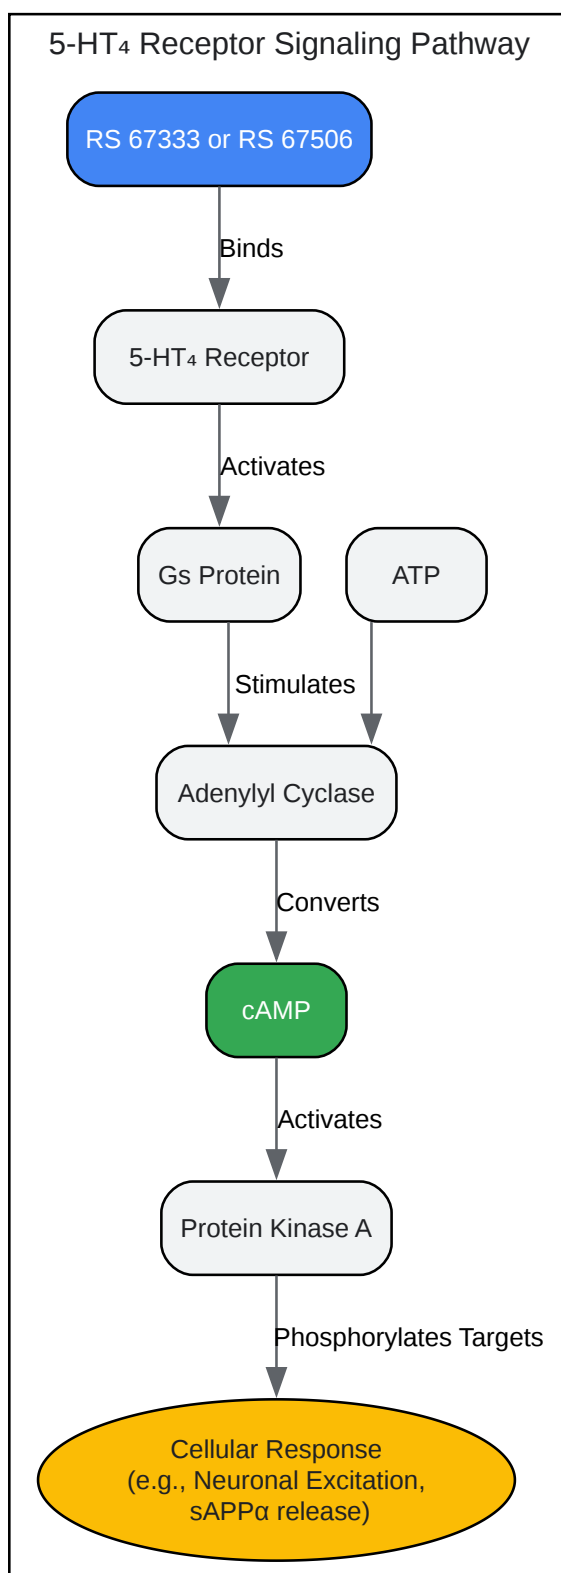 5-HT₄ Receptor Signaling Pathway
RS 67333 or RS 67506
Binds
5-HT₄ Receptor
Activates
Gs Protein
ATP
Stimulates
Adenylyl Cyclase
Converts
cAMP
Activates
Protein Kinase A
Phosphorylates Targets
Cellular Response
(e.g., Neuronal Excitation,
sAPPα release)